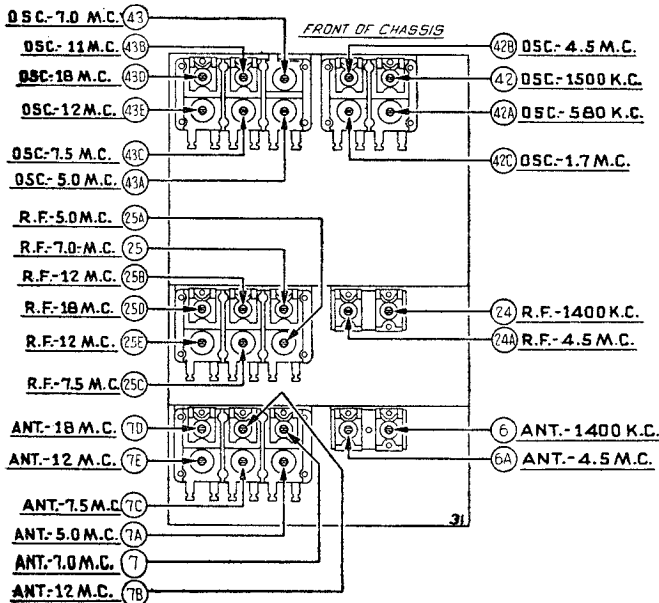 OSC.-7.0 M.C. 43
FRONT OF CHASSIS
OSC.- 11 M.C. 43B
42B OSC.-4.5 M.C.
OSC-18 M.C. 43D
42 OSC.-1500 K.C.
OSC.-12 M.C. 43E
42A OSC.-580 K.C.
OSC.-7.5 M.C. 43C
42C OSC.-1.7 M.C.
OSC.-5.0 M.C. 43A
R.F.-5.0 M.C. 25A
R.F.-7.0-M.C. 25
R.F.-12 M.C. 25B
R.F.-18 M.C. 25D
24 R.F.-1400 K.C.
R.F.-12 M.C. 25E
24A R.F.-4.5 M.C.
R.F.-7.5 M.C. 25C
ANT.-18 M.C. 7D
6 ANT.-1400 K.C.
ANT.-12 M.C. 7E
6A ANT.-4.5 M.C.
ANT.-7.5 M.C 7C
31
ANT.-5.0 M.C. 7A
ANT.-7.0 M.C. 7
ANT.-12 M.C. 7B